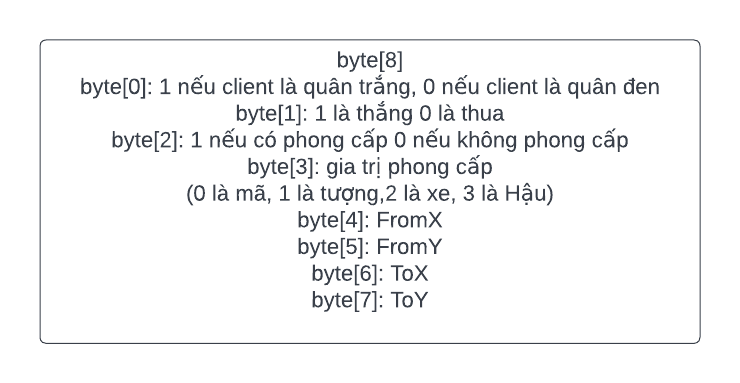 byte[8]
byte[0]: 1 nếu client là quân trắng, 0 nếu client là quân đen
byte[1]: 1 là thắng 0 là thua
byte[2]: 1 nếu có phong cấp 0 nếu không phong cấp
byte[3]: gia trị phong cấp
(0 là mã, 1 là tượng,2 là xe, 3 là Hậu)
byte[4]: FromX
byte[5]: FromY
byte[6]: ToX
byte[7]: ToY